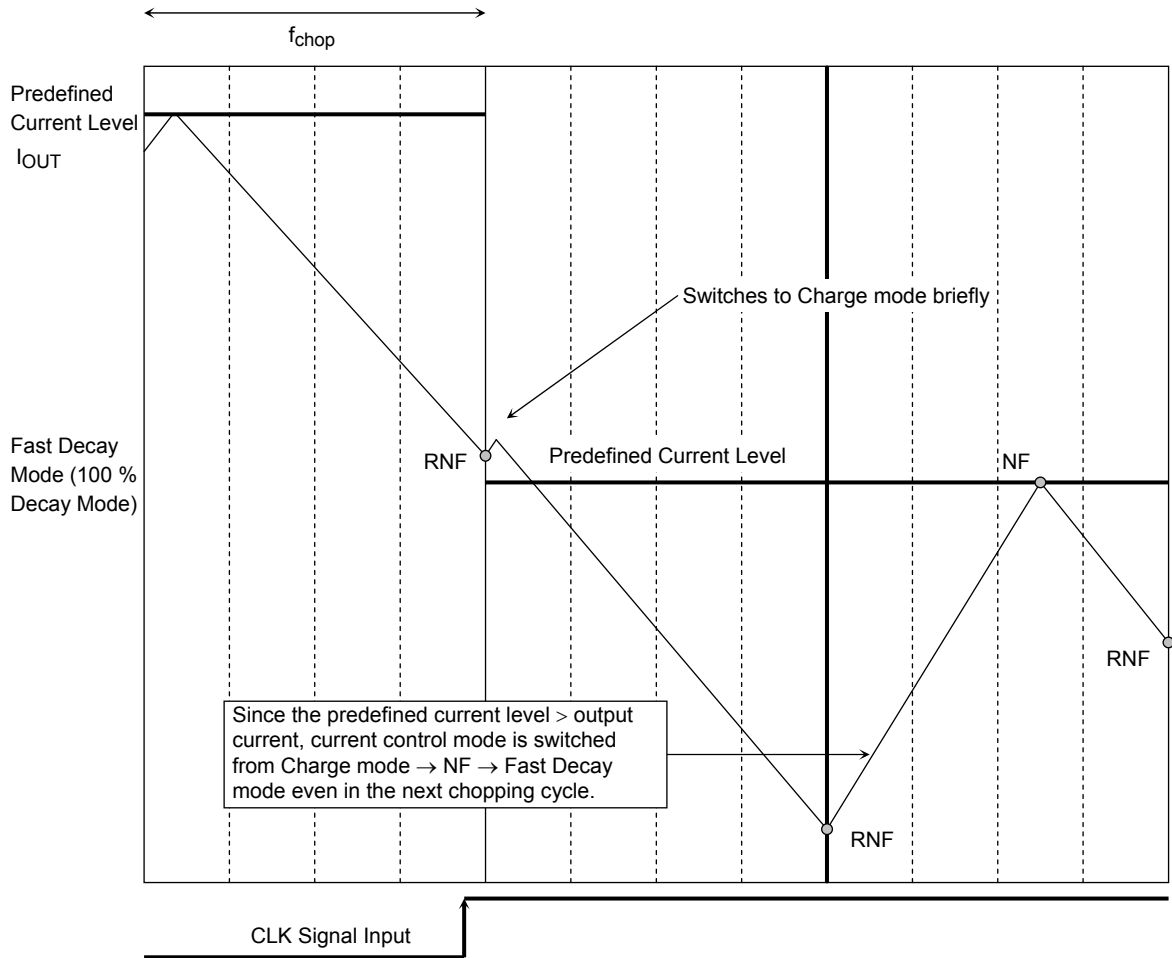 fchop
Predefined
Current Level
IOUT
Switches to Charge mode briefly
Fast Decay
Mode (100 %
Decay Mode)
RNF
Predefined Current Level
NF
RNF
Since the predefined current level > output
current, current control mode is switched
from Charge mode → NF → Fast Decay
mode even in the next chopping cycle.
RNF
CLK Signal Input